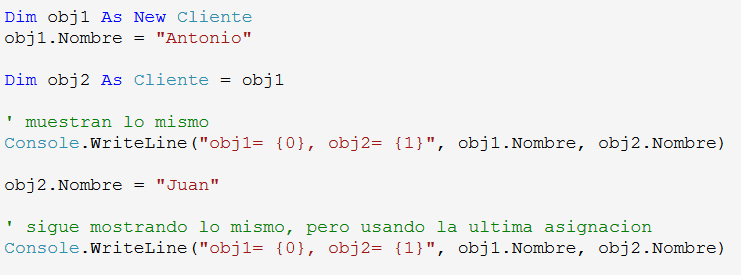 Dim obj1 As New Cliente
obj1.Nombre = "Antonio"
Dim obj2 As Cliente = obj1
' muestran lo mismo
Console.WriteLine("obj1= {0}, obj2= {1}", obj1.Nombre, obj2.Nombre)
obj2.Nombre = "Juan"
' sigue mostrando lo mismo, pero usando la ultima asignacion
Console.WriteLine("obj1= {0}, obj2= {1}", obj1.Nombre, obj2.Nombre)